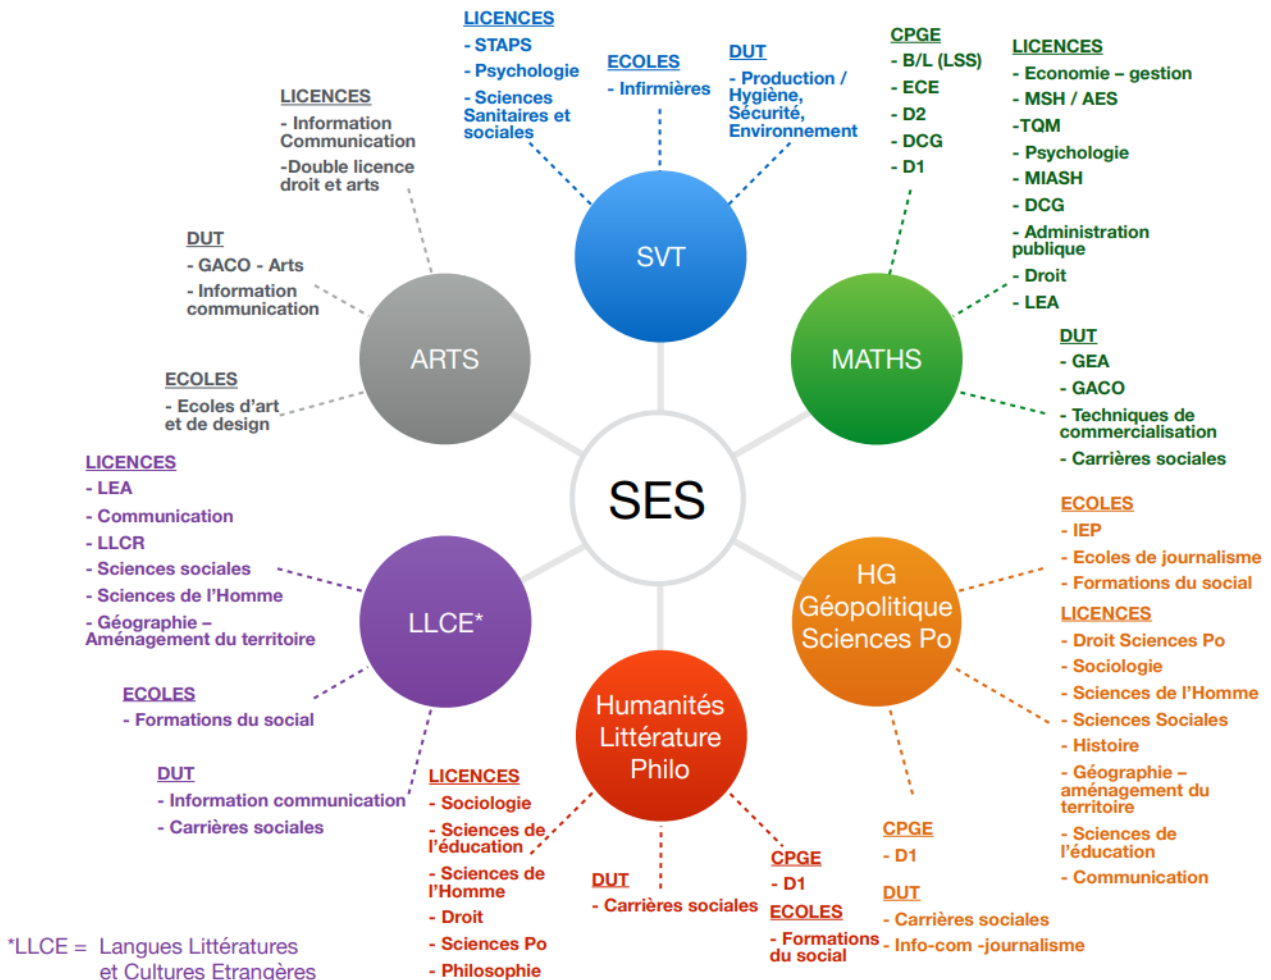 LICENCES
- STAPS
- Psychologie
- Sciences
Sanitaires et
sociales
ECOLES
- Infirmières
DUT
- Production /
Hygiène,
Sécurité,
Environnement
SVT
CPGE
- B/L (LSS)
- ECE
- D2
- DCG
- D1
LICENCES
- Economie – gestion
- MSH / AES
-TQM
- Psychologie
- MIASH
- DCG
- Administration
publique
- Droit
- LEA
DUT
- GEA
- GACO
- Techniques de
commercialisation
- Carrières sociales
MATHS
LICENCES
- Information
Communication
-Double licence
droit et arts
DUT
- GACO - Arts
- Information
communication
ECOLES
- Ecoles d'art
et de design
ARTS
SES
LICENCES
- LEA
- Communication
- LLCR
- Sciences sociales
- Sciences de l'Homme
- Géographie –
Aménagement du territoire
ECOLES
- Formations du social
DUT
- Information communication
- Carrières sociales
LLCE*
HG
Géopolitique
Sciences Po
ECOLES
- IEP
- Ecoles de journalisme
- Formations du social
LICENCES
- Droit Sciences Po
- Sociologie
- Sciences de l'Homme
- Sciences Sociales
- Histoire
- Géographie –
aménagement du
territoire
- Sciences de
l'éducation
- Communication
CPGE
- D1
DUT
- Carrières sociales
- Info-com -journalisme
Humanités
Littérature
Philo
LICENCES
- Sociologie
- Sciences de
l'éducation
- Sciences de
l'Homme
- Droit
- Sciences Po
- Philosophie
DUT
- Carrières sociales
CPGE
- D1
ECOLES
- Formations
du social
*LLCE = Langues Littératures
et Cultures Etrangères